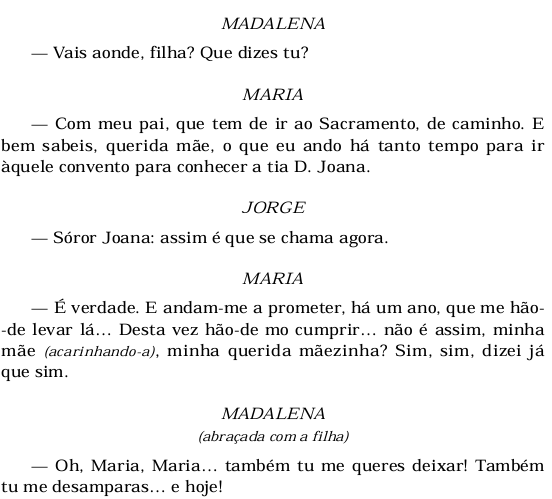 MADALENA
— Vais aonde, filha? Que dizes tu?
MARIA
— Com meu pai, que tem de ir ao Sacramento, de caminho. E
bem sabeis, querida mãe, o que eu ando há tanto tempo para ir
àquele convento para conhecer a tia D. Joana.
JORGE
— Sóror Joana: assim é que se chama agora.
MARIA
— É verdade. E andam-me a prometer, há um ano, que me hão-
-de levar lá… Desta vez hão-de mo cumprir… não é assim, minha
mãe (acarinhando-a), minha querida mãezinha? Sim, sim, dizei já
que sim.
MADALENA
(abraçada com a filha)
— Oh, Maria, Maria… também tu me queres deixar! Também
tu me desamparas… e hoje!